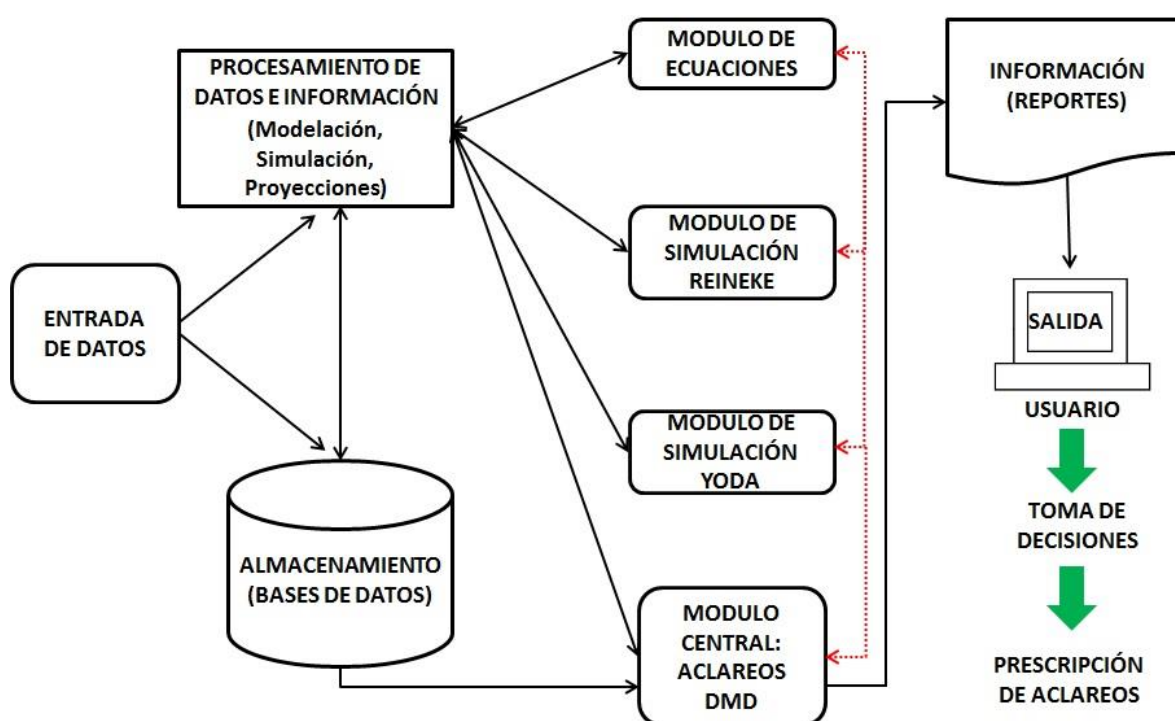 PROCESAMIENTO DE
DATOS E INFORMACIÓN
(Modelación,
Simulación,
Proyecciones)
ENTRADA
DE DATOS
ALMACENAMIENTO
(BASES DE DATOS)
MODULO DE
ECUACIONES
MODULO DE
SIMULACIÓN
REINEKE
MODULO DE
SIMULACIÓN
YODA
MODULO
CENTRAL:
ACLAREOS
DMD
INFORMACIÓN
(REPORTES)
SALIDA
USUARIO
TOMA DE
DECISIONES
PRESCRIPCIÓN
DE ACLAREOS